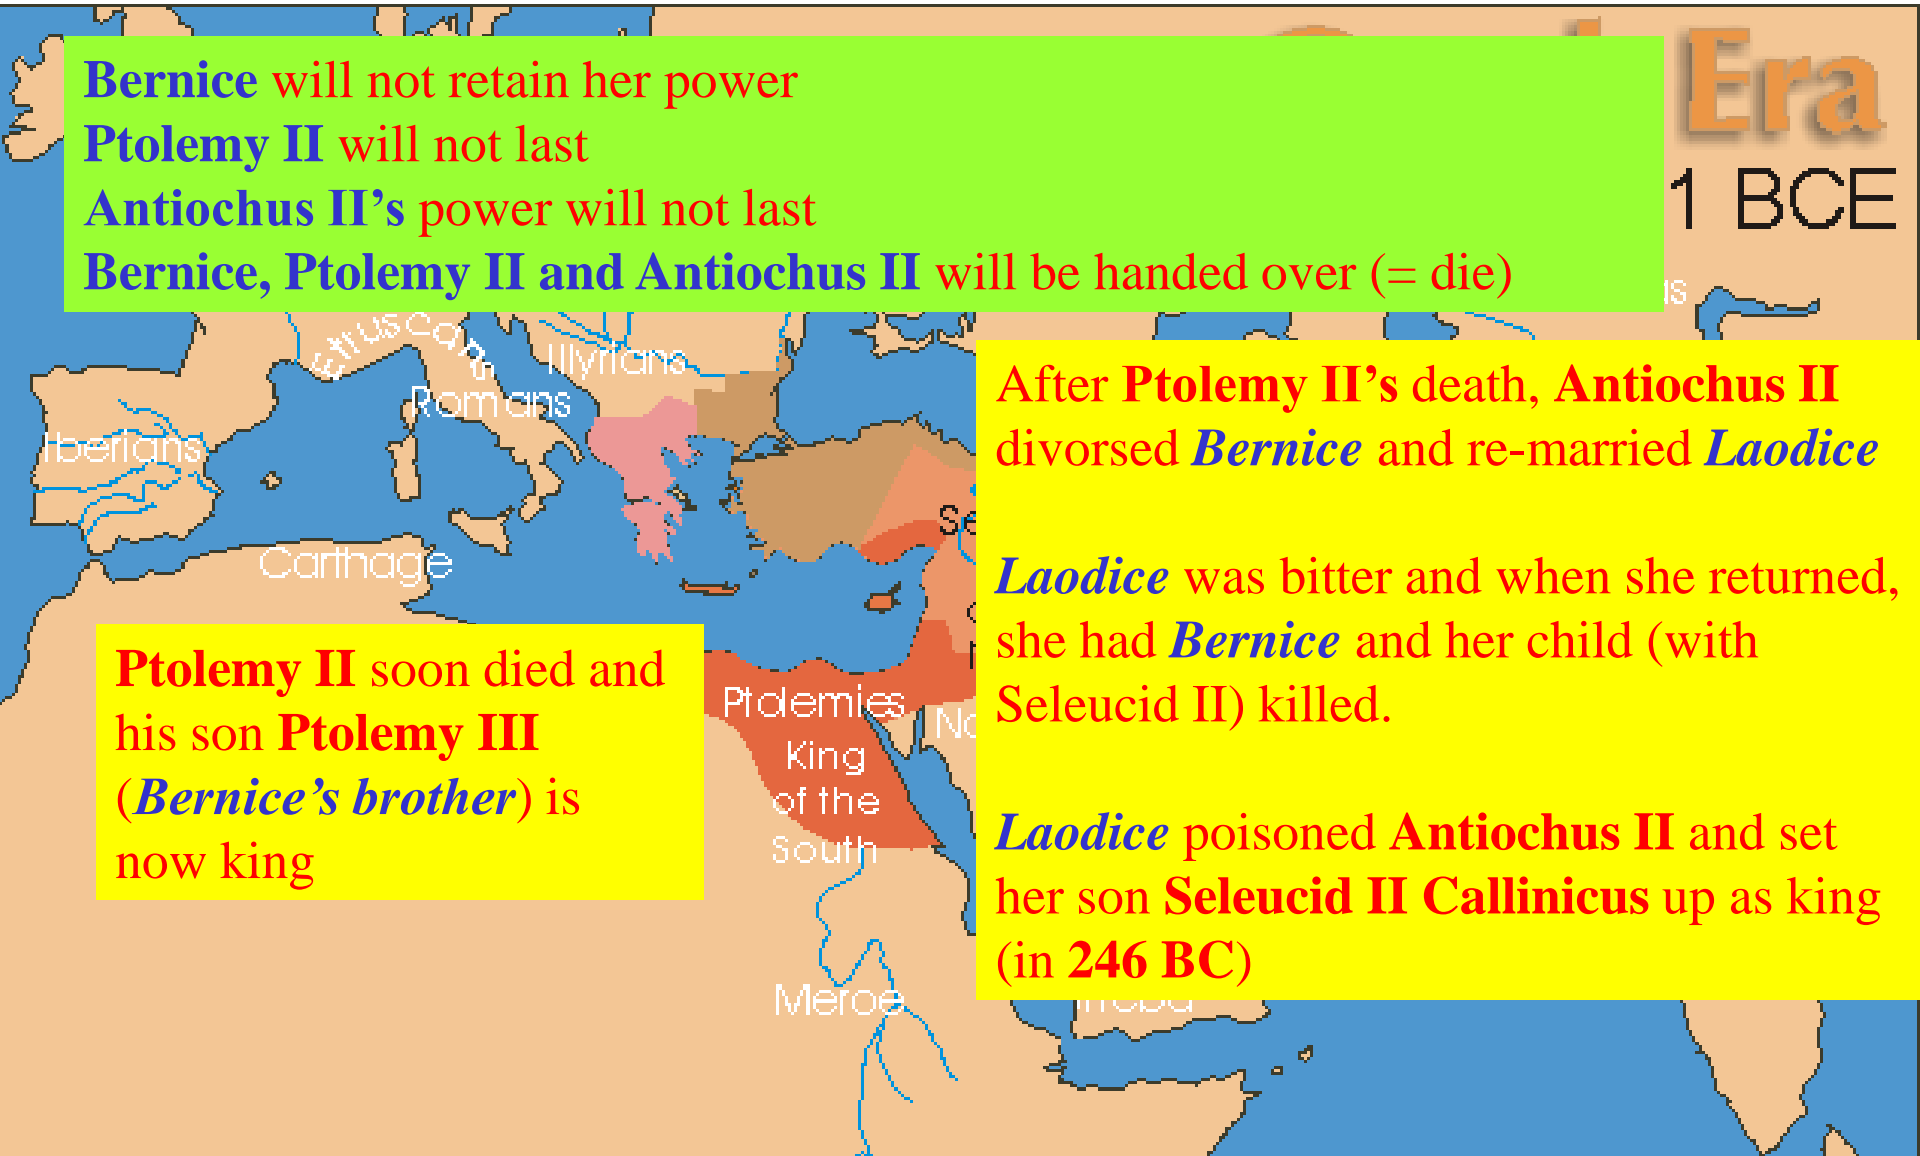 Era
1 BCE
Bernice will not retain her power
Ptolemy II will not last
Antiochus II’s power will not last
Bernice, Ptolemy II and Antiochus II will be handed over (= die)
Etruscans
Illyrians
Romans
Iberians
Carthage
After Ptolemy II’s death, Antiochus II
divorsed Bernice and re-married Laodice
Laodice was bitter and when she returned,
she had Bernice and her child (with
Seleucid II) killed.
Laodice poisoned Antiochus II and set
her son Seleucid II Callinicus up as king
(in 246 BC)
Ptolemy II soon died and
his son Ptolemy III
(Bernice’s brother) is
now king
Ptolemies
King
of the
South
Meroe